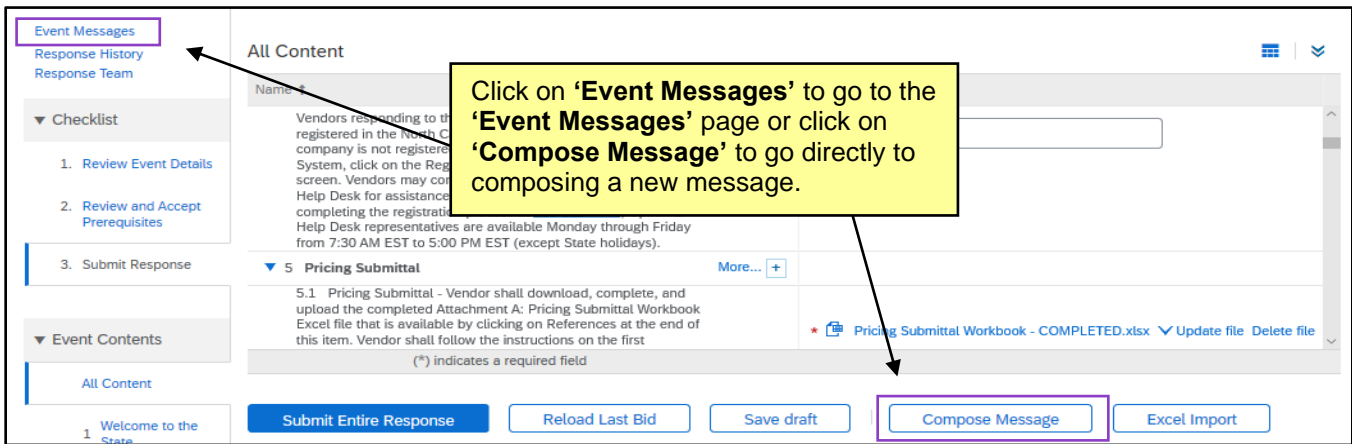 Event Messages
Response History
Response Team
▼ Checklist
1. Review Event Details
2. Review and Accept
Prerequisites
3. Submit Response
▼ Event Contents
All Content
1 Welcome to the
State
All Content
Name ↑
Click on ‘Event Messages’ to go to the
‘Event Messages’ page or click on
‘Compose Message’ to go directly to
composing a new message.
Vendors responding to
registered in the North
company is not
System, click on the
screen. Vendors may
Help Desk for assistance
completing the
Help Desk representatives are available Monday through Friday
from 7:30 AM EST to 5:00 PM EST (except State holidays).
▼ 5 Pricing Submittal More... +
5.1 Pricing Submittal - Vendor shall download, complete, and
upload the completed Attachment A: Pricing Submittal Workbook
Excel file that is available by clicking on References at the end of
this item. Vendor shall follow the instructions on the first
* Pricing Submittal Workbook - COMPLETED.xlsx Update file Delete file
(*) indicates a required field
Submit Entire Response Reload Last Bid Save draft Compose Message Excel Import